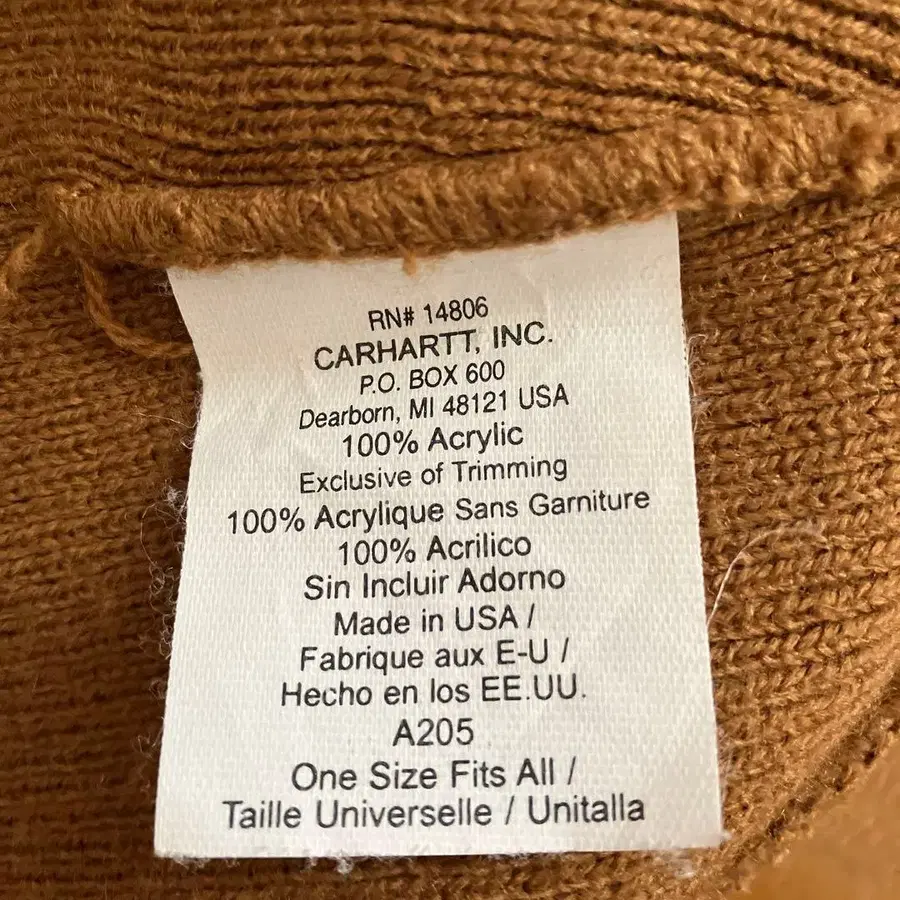 RN# 14806
CARHARTT, INC.
P.O. BOX 600
Dearborn, MI 48121 USA
100% Acrylic
Exclusive of Trimming
100% Acrylique Sans Garniture
100% Acrilico
Sin Incluir Adorno
Made in USA /
Fabrique aux E-U /
Hecho en los EE.UU.
A205
One Size Fits All /
Taille Universelle / Unitalla